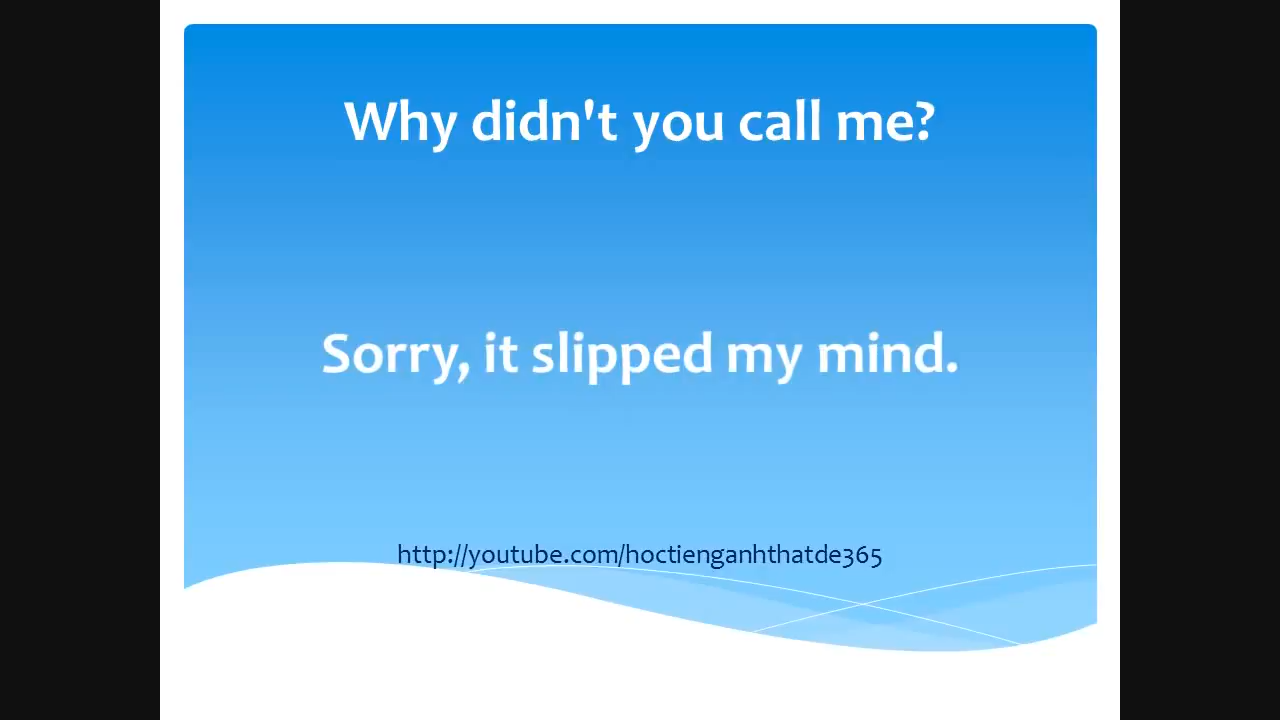 Why didn't you call me?
Sorry, it slipped my mind.
http://youtube.com/hoctienganhthatde365